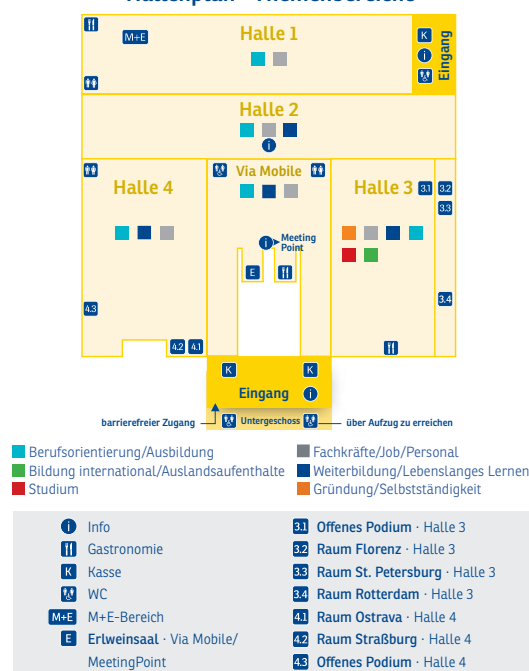 Hallenplan – Themenbereiche
Halle 1
M+E
K
i
Eingang
Halle 2
i
Halle 4
Via Mobile
Halle 3
3.1
3.2
3.3
i
Meeting
Point
E
3.4
4.3
4.2
4.1
K
K
Eingang
i
barrierefreier Zugang
Untergeschoss
über Aufzug zu erreichen
Berufsorientierung/Ausbildung
Bildung international/Auslandsaufenthalte
Studium
Fachkräfte/Job/Personal
Weiterbildung/Lebenslanges Lernen
Gründung/Selbstständigkeit
i Info
Gastronomie
K Kasse
WC
M+E M+E-Bereich
E Erlweinsaal · Via Mobile/
MeetingPoint
3.1 Offenes Podium · Halle 3
3.2 Raum Florenz · Halle 3
3.3 Raum St. Petersburg · Halle 3
3.4 Raum Rotterdam · Halle 3
4.1 Raum Ostrava · Halle 4
4.2 Raum Straßburg · Halle 4
4.3 Offenes Podium · Halle 4